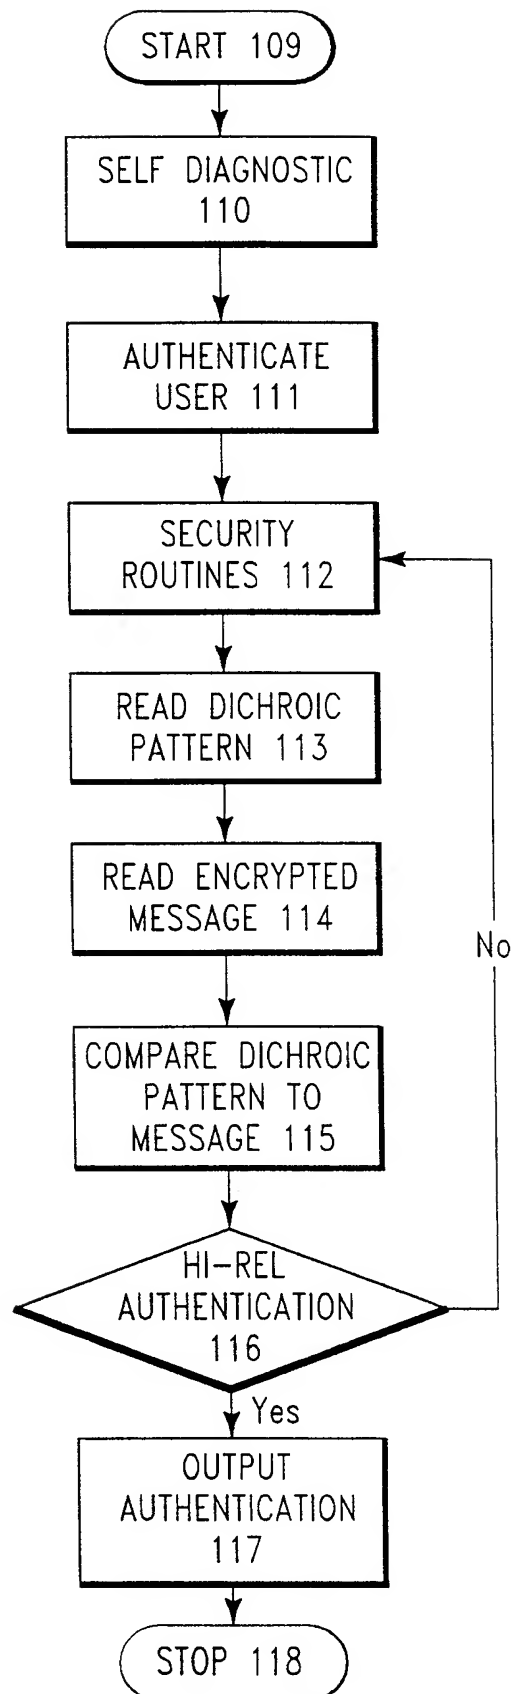 START 109
SELF DIAGNOSTIC
110
AUTHENTICATE
USER 111
SECURITY
ROUTINES 112
READ DICHROIC
PATTERN 113
READ ENCRYPTED
MESSAGE 114
No
COMPARE DICHROIC
PATTERN TO
MESSAGE 115
HI-REL
AUTHENTICATION
116
Yes
OUTPUT
AUTHENTICATION
117
STOP 118